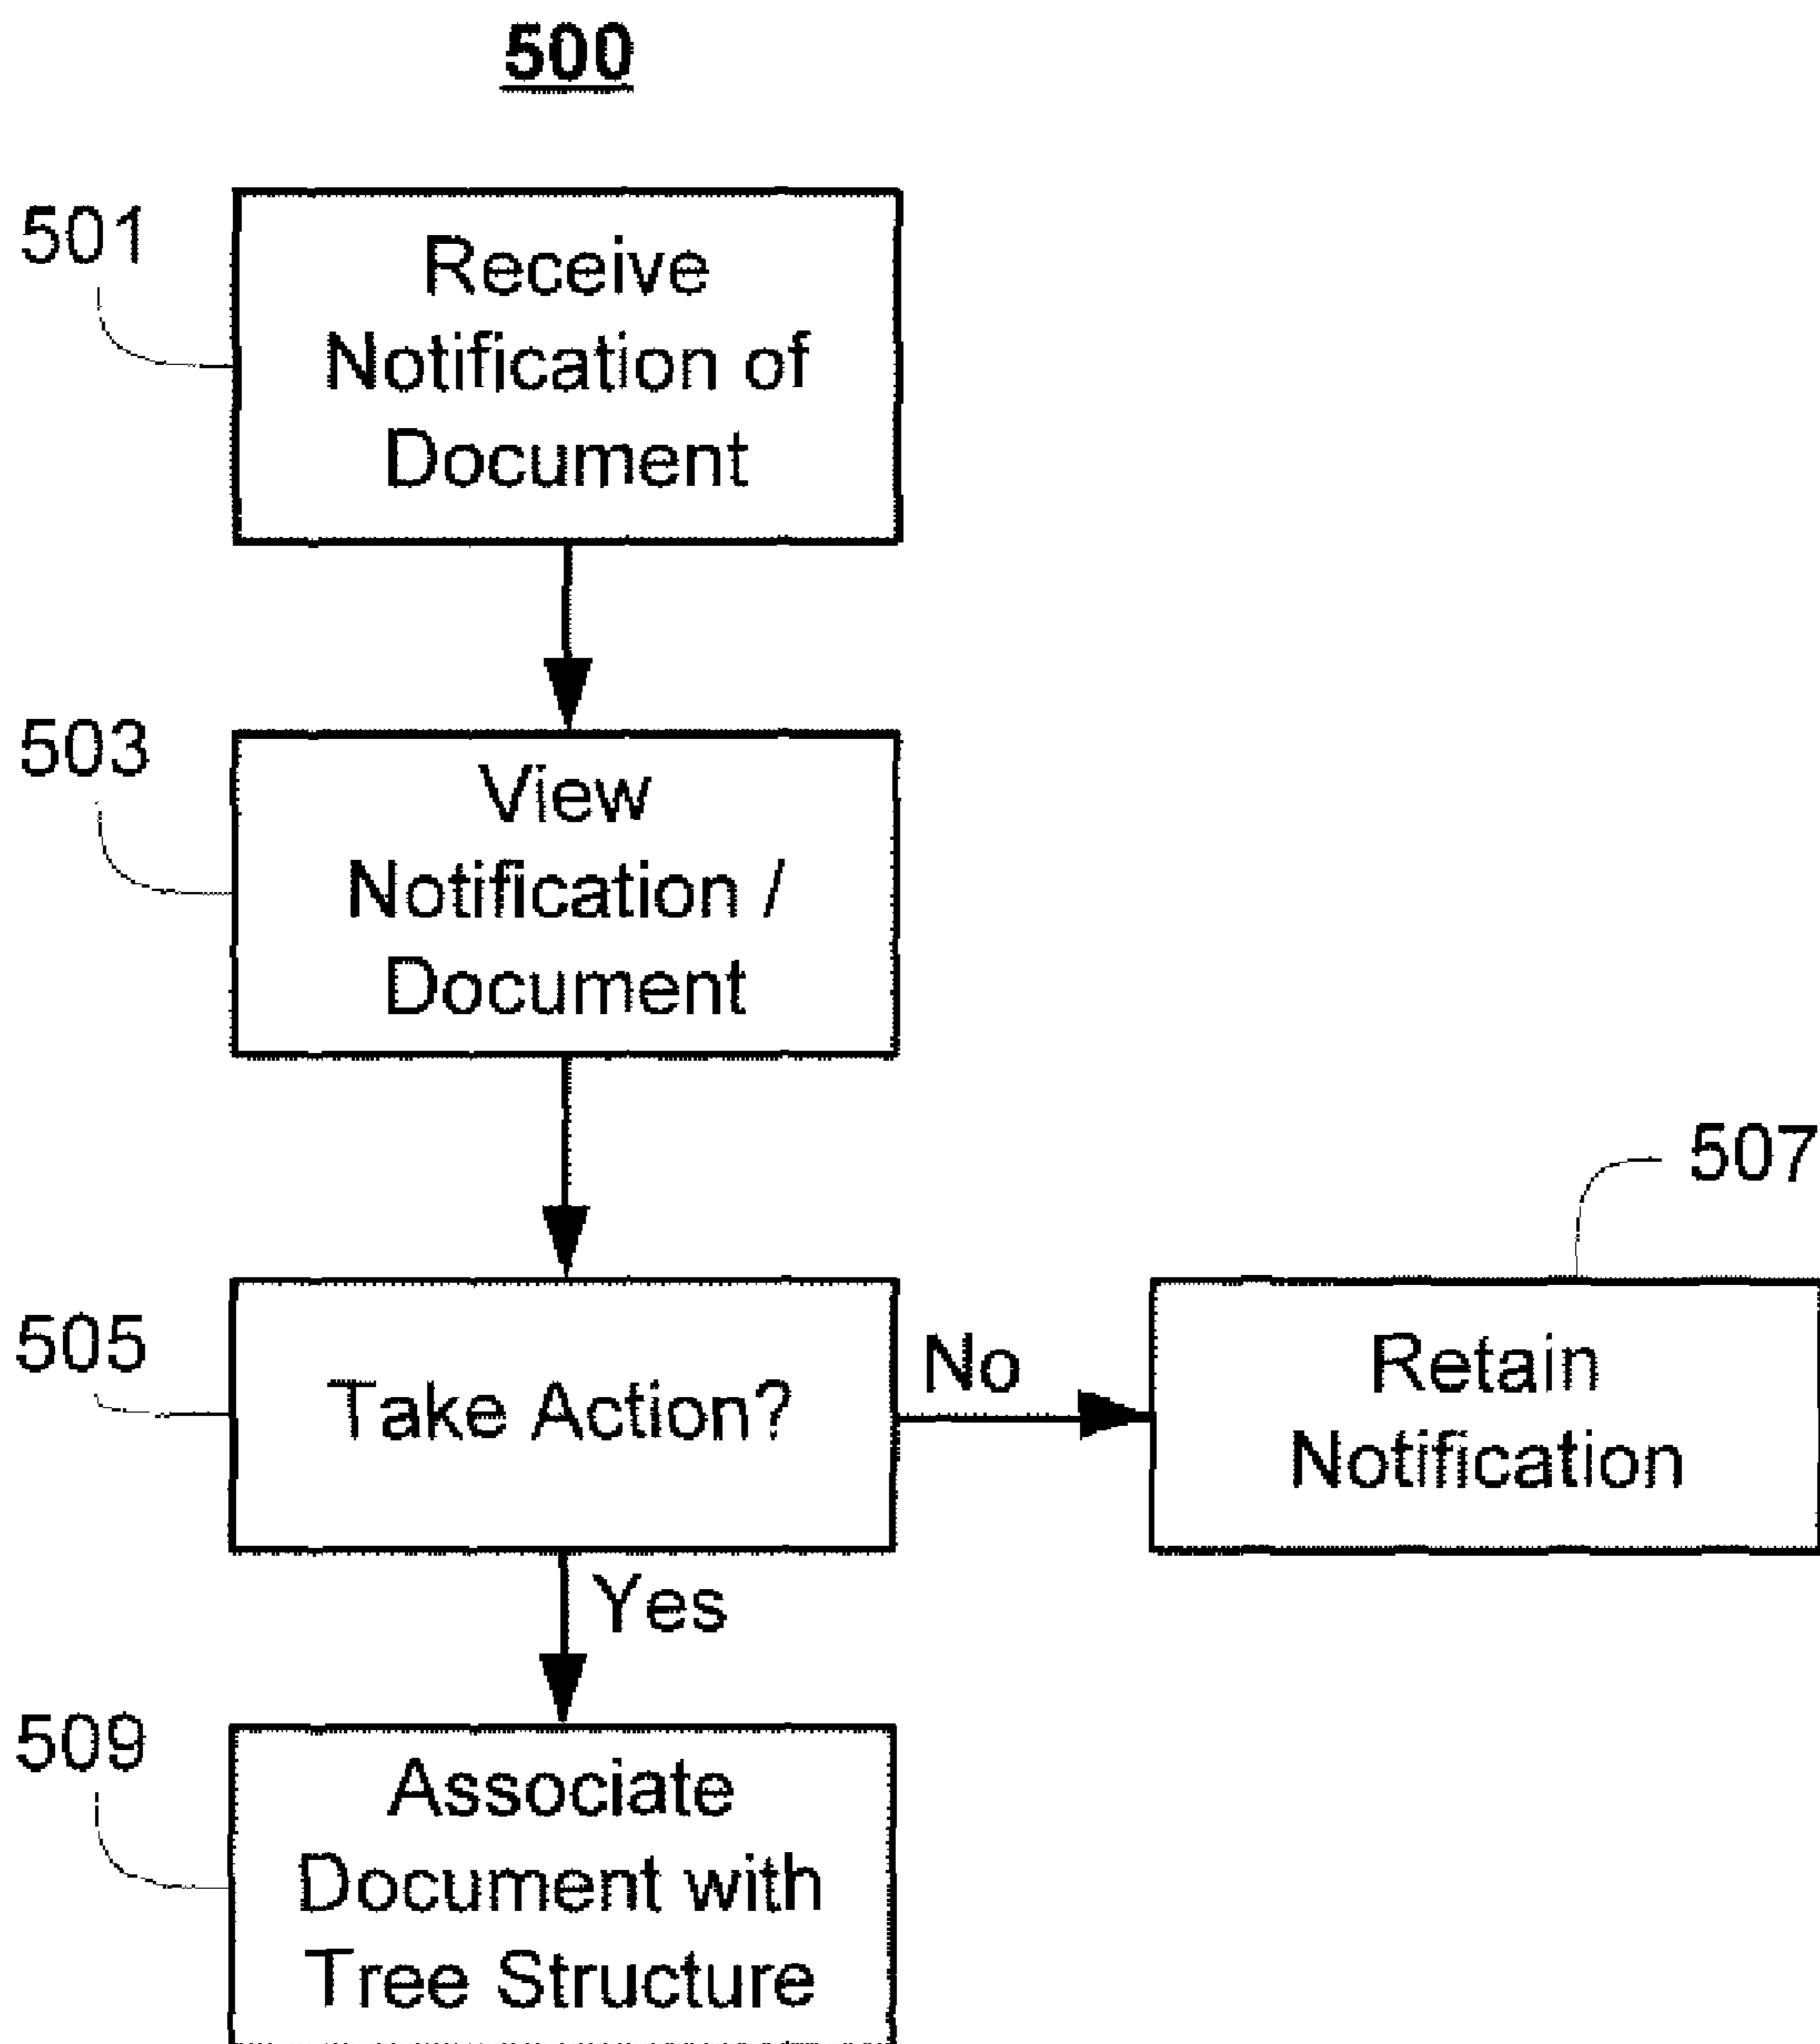 500
501
Receive
Notification of
Document
503
View
Notification /
Document
507
505
Take Action?
No
Retain
Notification
Yes
509
Associate
Document with
Tree Structure